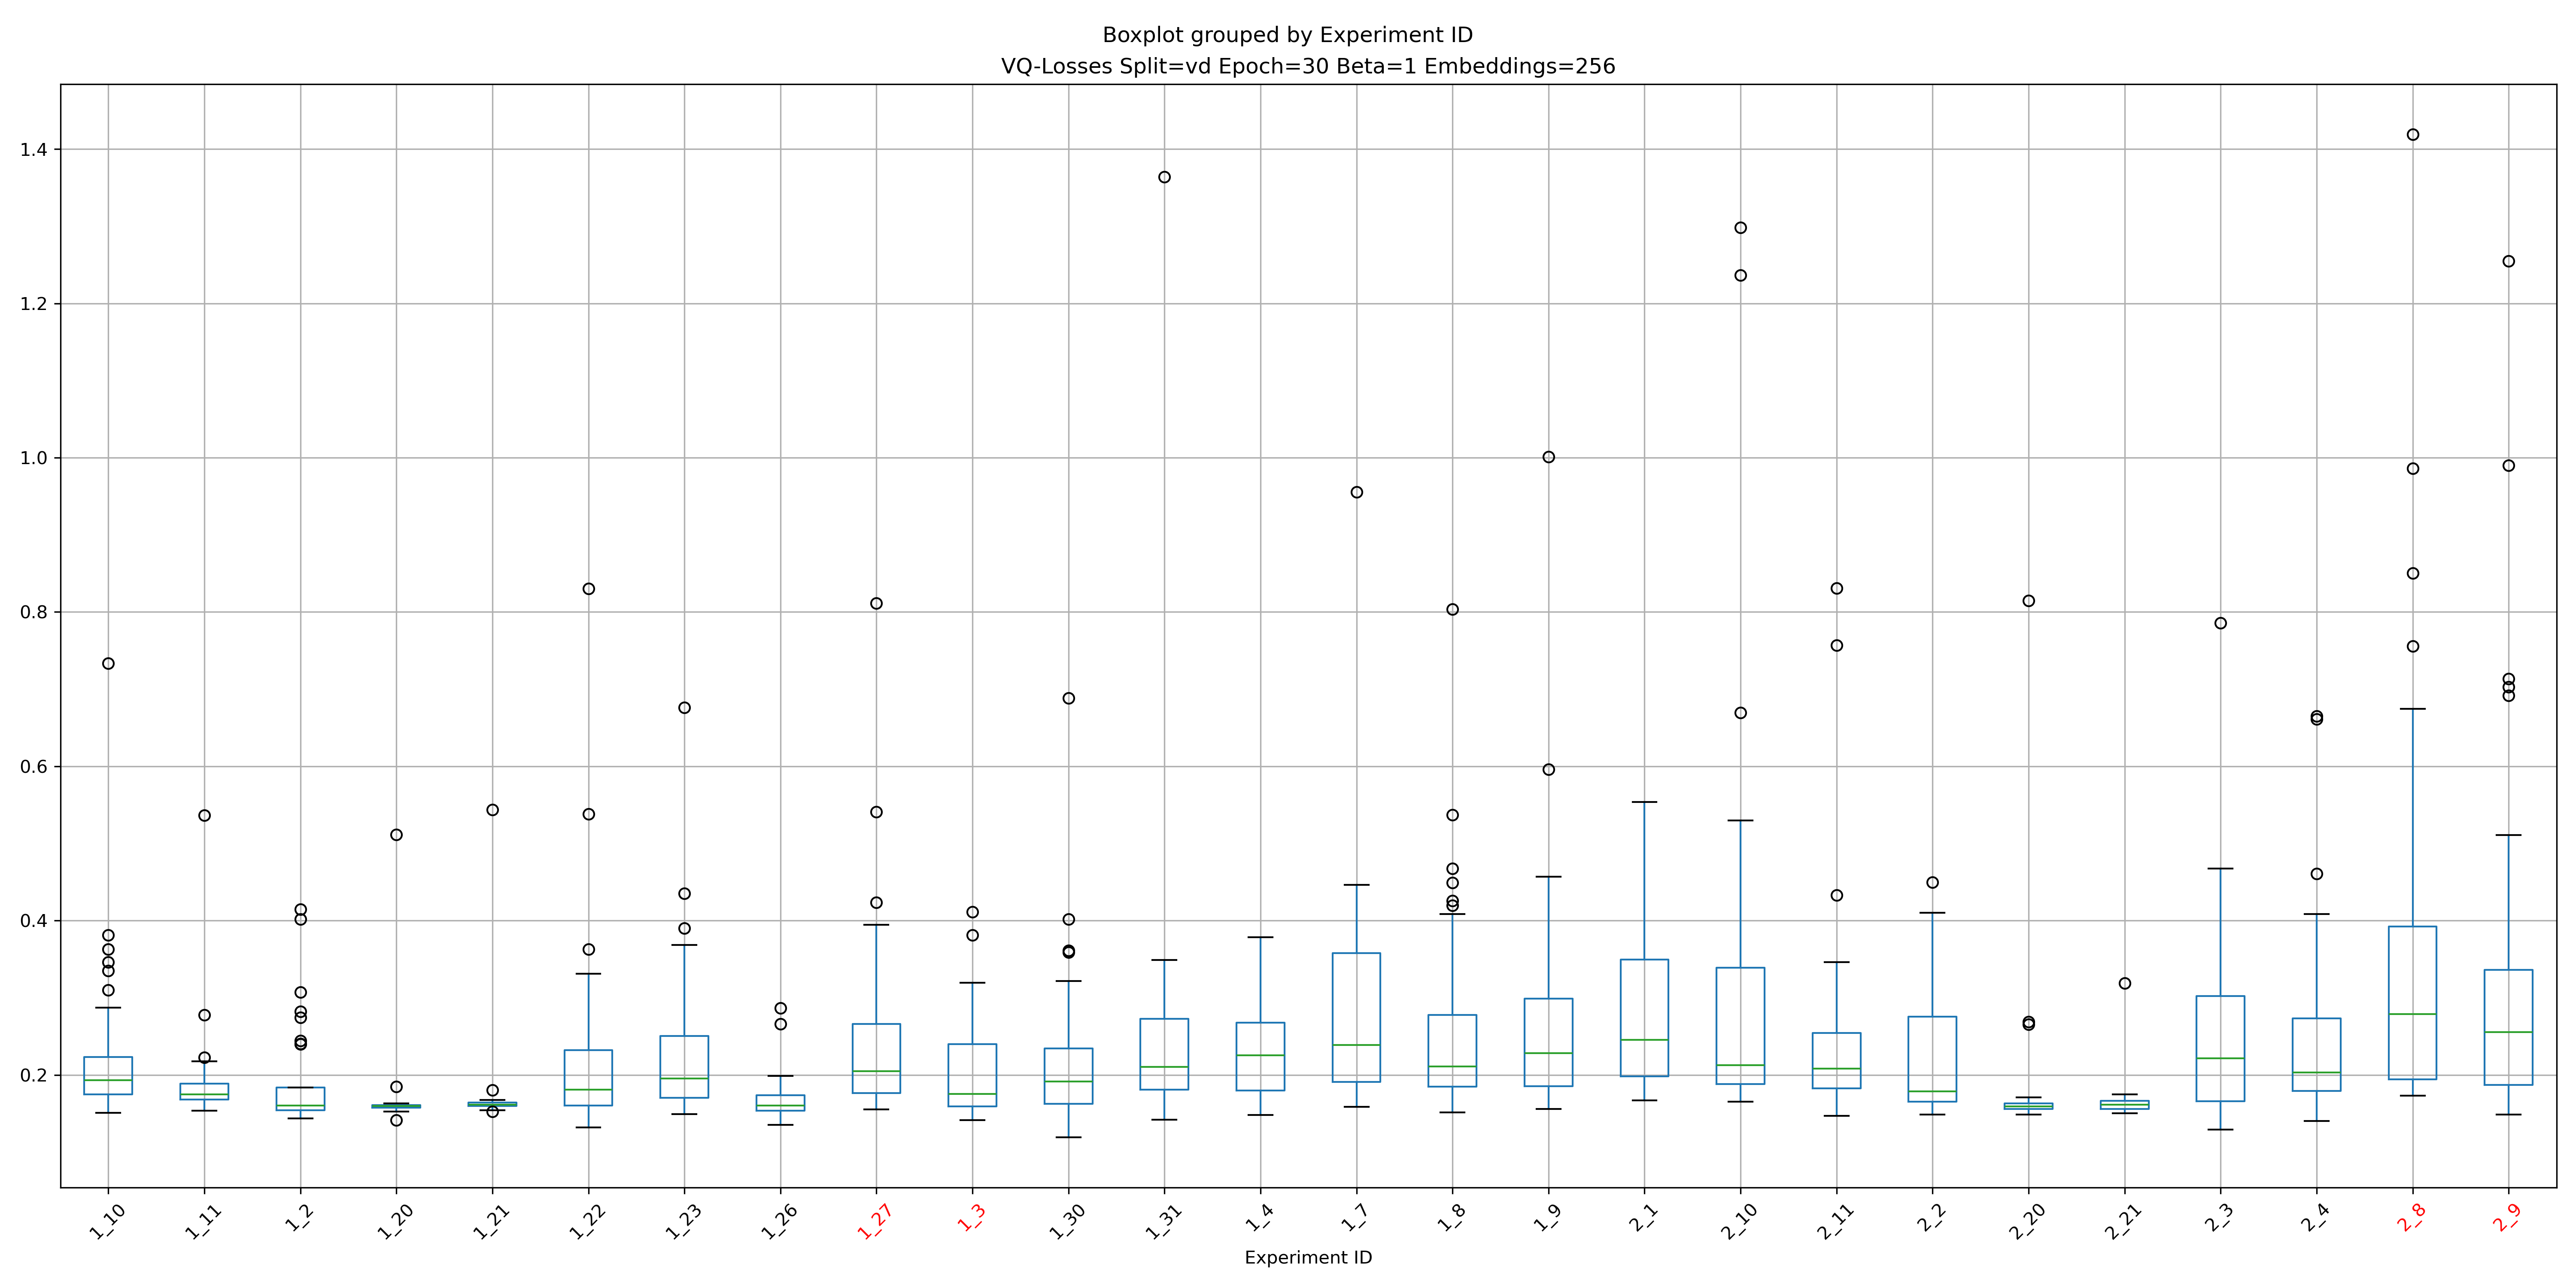 Boxplot grouped by Experiment ID
VQ-Losses Split=vd Epoch=30 Beta=1 Embeddings=256
1.4
1.2
1.0
0.8
0.6
0.4
0.2
1_10 1_11 1_2 1_20 1_21 1_22 1_23 1_26 1_27 1_3 1_30 1_31 1_4 1_7 1_8 1_9 2_1 2_10 2_11 2_2 2_20 2_21 2_3 2_4 2_8 2_9
Experiment ID